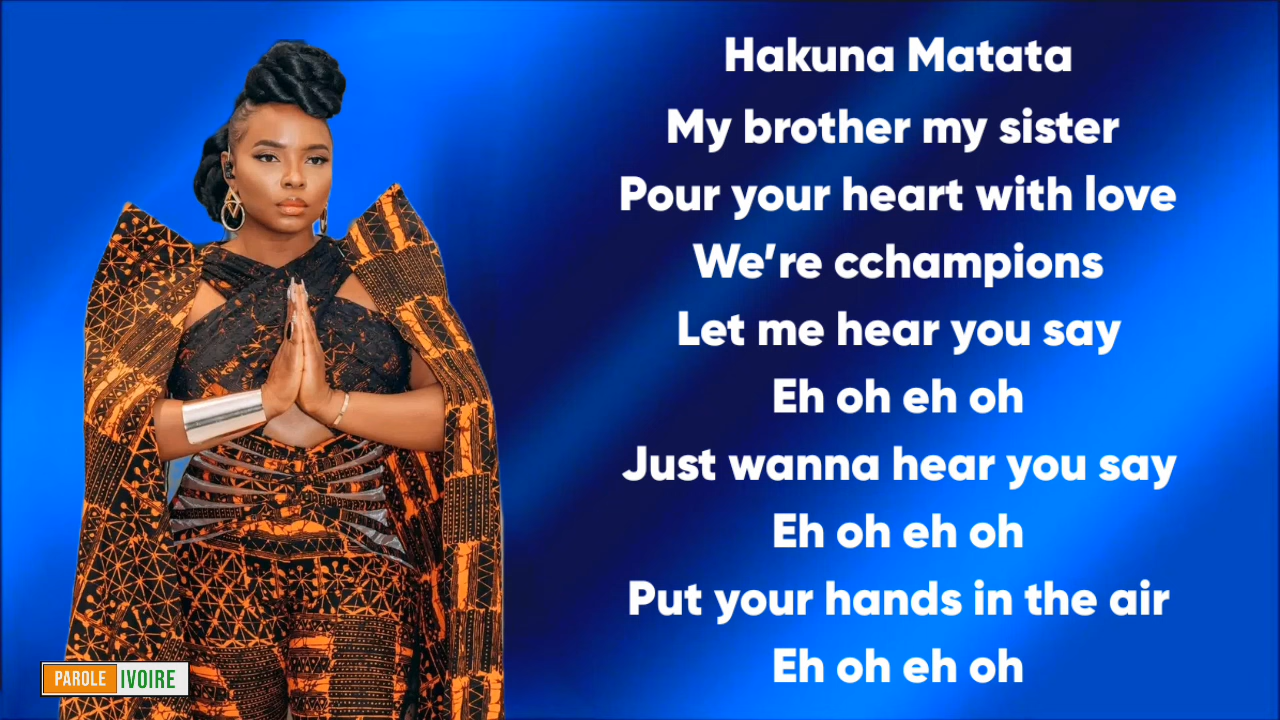 Hakuna Matata
My brother my sister
Pour your heart with love
We're cchampions
Let me hear you say
Eh oh eh oh
Just wanna hear you say
Eh oh eh oh
Put your hands in the air
Eh oh eh oh
PAROLE IVOIRE